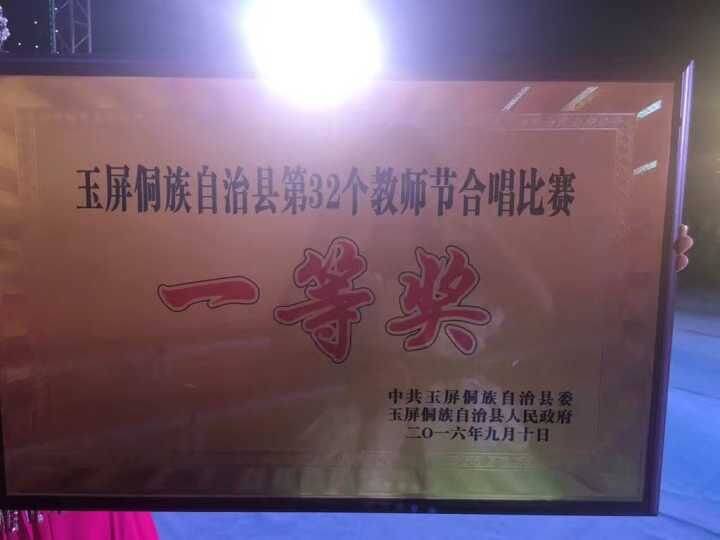 玉屏侗族自治县第32个教师节合唱比赛
一等奖
中共玉屏侗族自治县委
玉屏侗族自治县人民政府
二〇一六年九月十日